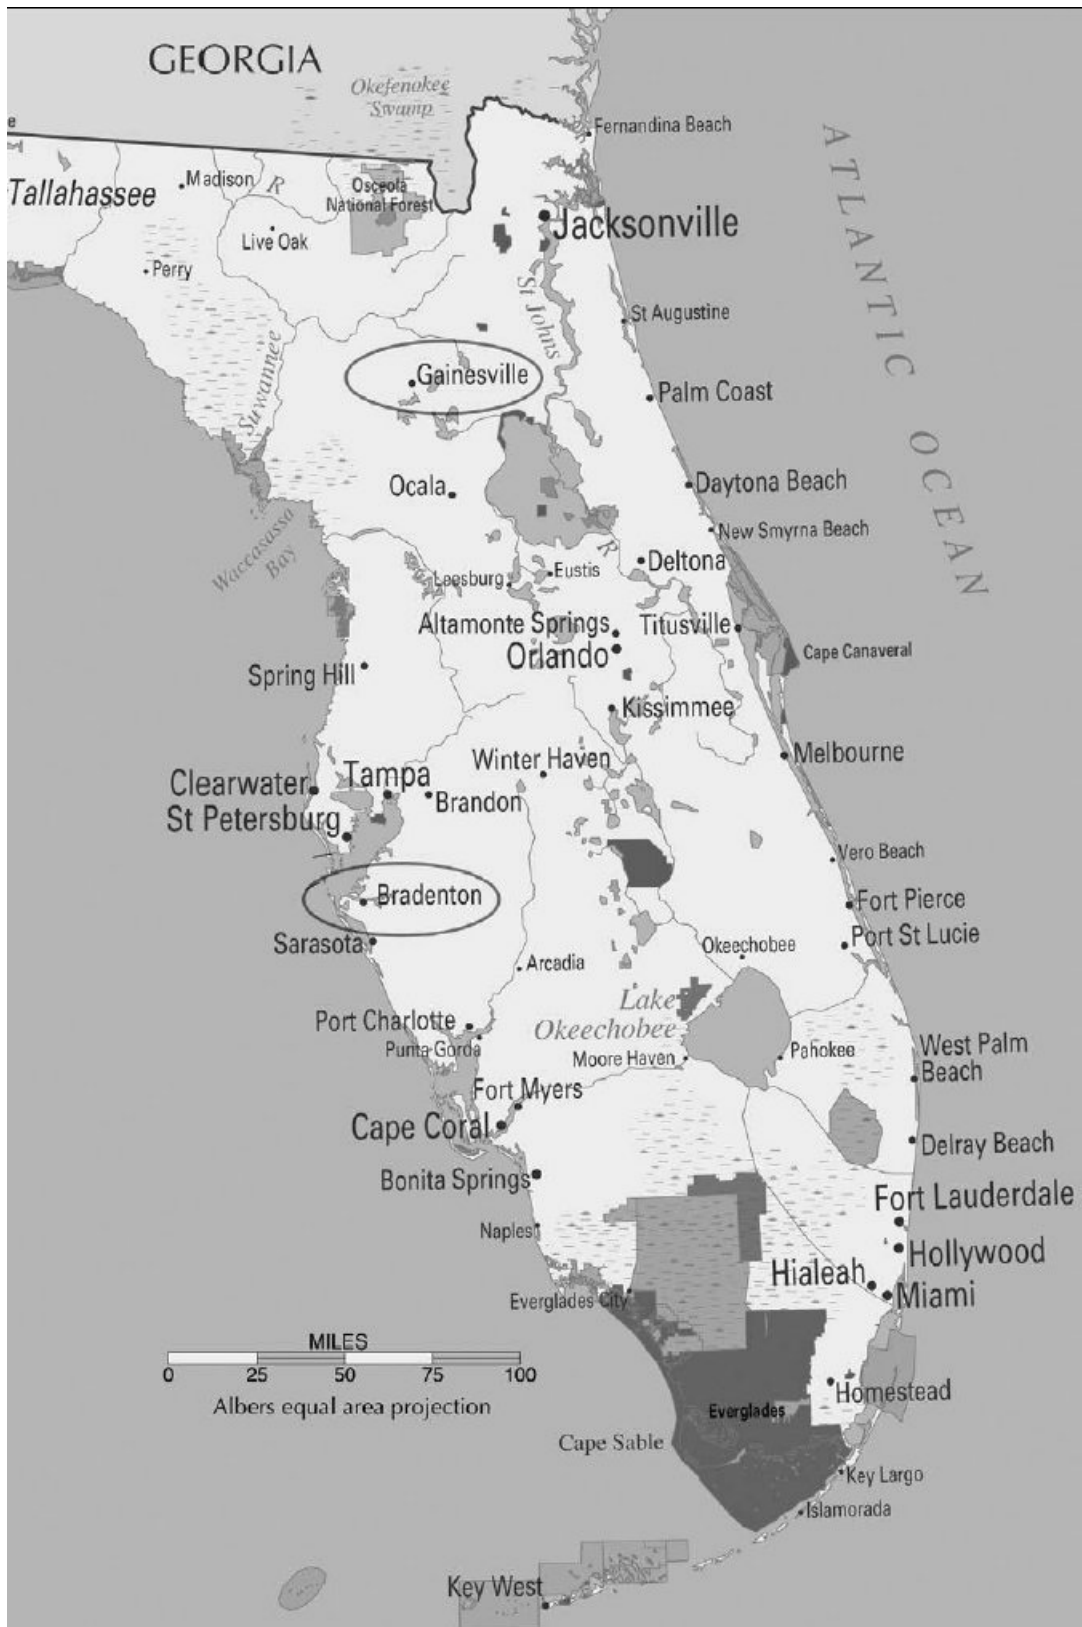 GEORGIA
Okefenokee
Swamp
Fernandina Beach
e
Tallahassee
Madison
R
Osceola
National Forest
Live Oak
Jacksonville
Perry
St Johns
St Augustine
Suwannee
Gainesville
Palm Coast
ATLANTIC OCEAN
Ocala
Daytona Beach
New Smyrna Beach
Waccasassa
Bay
R
Leesburg
Eustis
Deltona
Altamonte Springs
Titusville
Orlando
Cape Canaveral
Spring Hill
Kissimmee
Melbourne
Winter Haven
Clearwater
Tampa
Brandon
St Petersburg
Vero Beach
Bradenton
Fort Pierce
Sarasota
Port St Lucie
Okeechobee
Arcadia
Lake
Okeechobee
Port Charlotte
Punta Gorda
Moore Haven
Pahokee
West Palm
Beach
Fort Myers
Cape Coral
Delray Beach
Bonita Springs
Fort Lauderdale
Naples
Hollywood
Hialeah
Miami
Everglades City
MILES
0 25 50 75 100
Albers equal area projection
Homestead
Everglades
Cape Sable
Key Largo
Islamorada
Key West